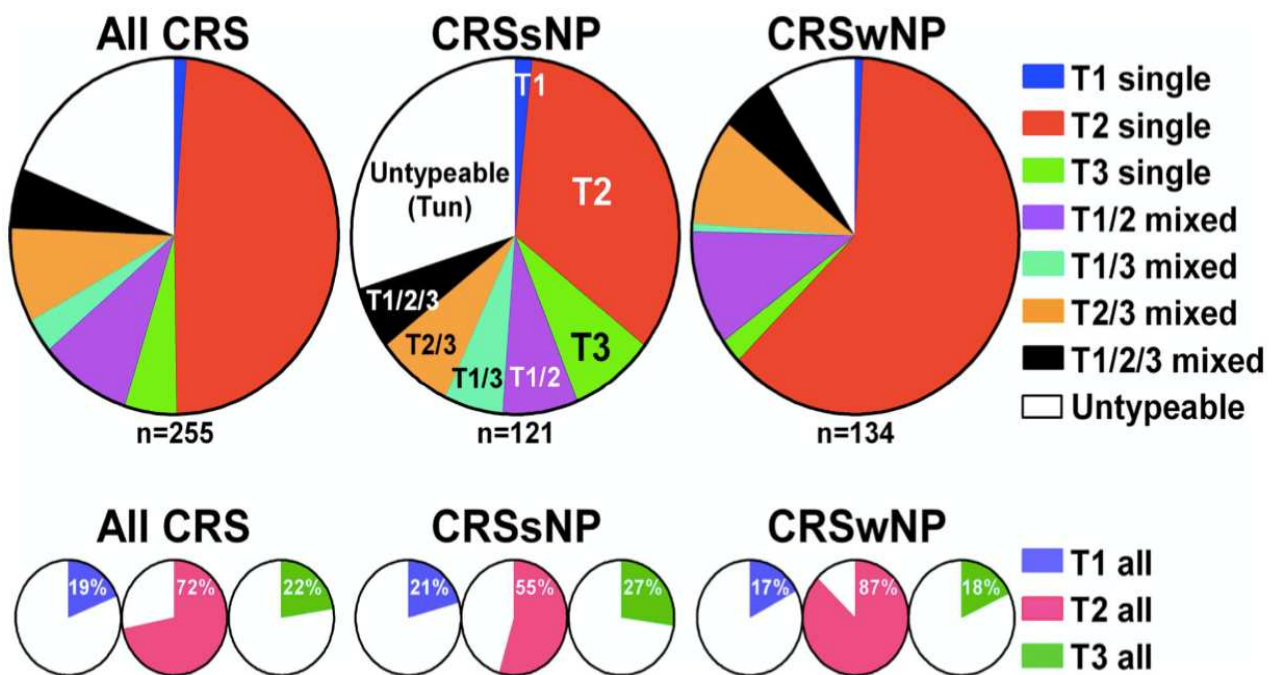 All CRS
CRSsNP
CRSwNP
T1
T2
T3
T1/2
T1/3
T2/3
T1/2/3
Untypeable
(Tun)
n=255
n=121
n=134
T1 single
T2 single
T3 single
T1/2 mixed
T1/3 mixed
T2/3 mixed
T1/2/3 mixed
Untypeable
All CRS
CRSsNP
CRSwNP
19%
72%
22%
21%
55%
27%
17%
87%
18%
T1 all
T2 all
T3 all